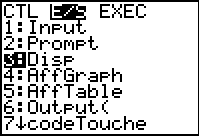 CTL E/S EXEC
1:Input
2:Prompt
3:Disp
4:AffGraph
5:AffTable
6:Output(
7↓codeTouche